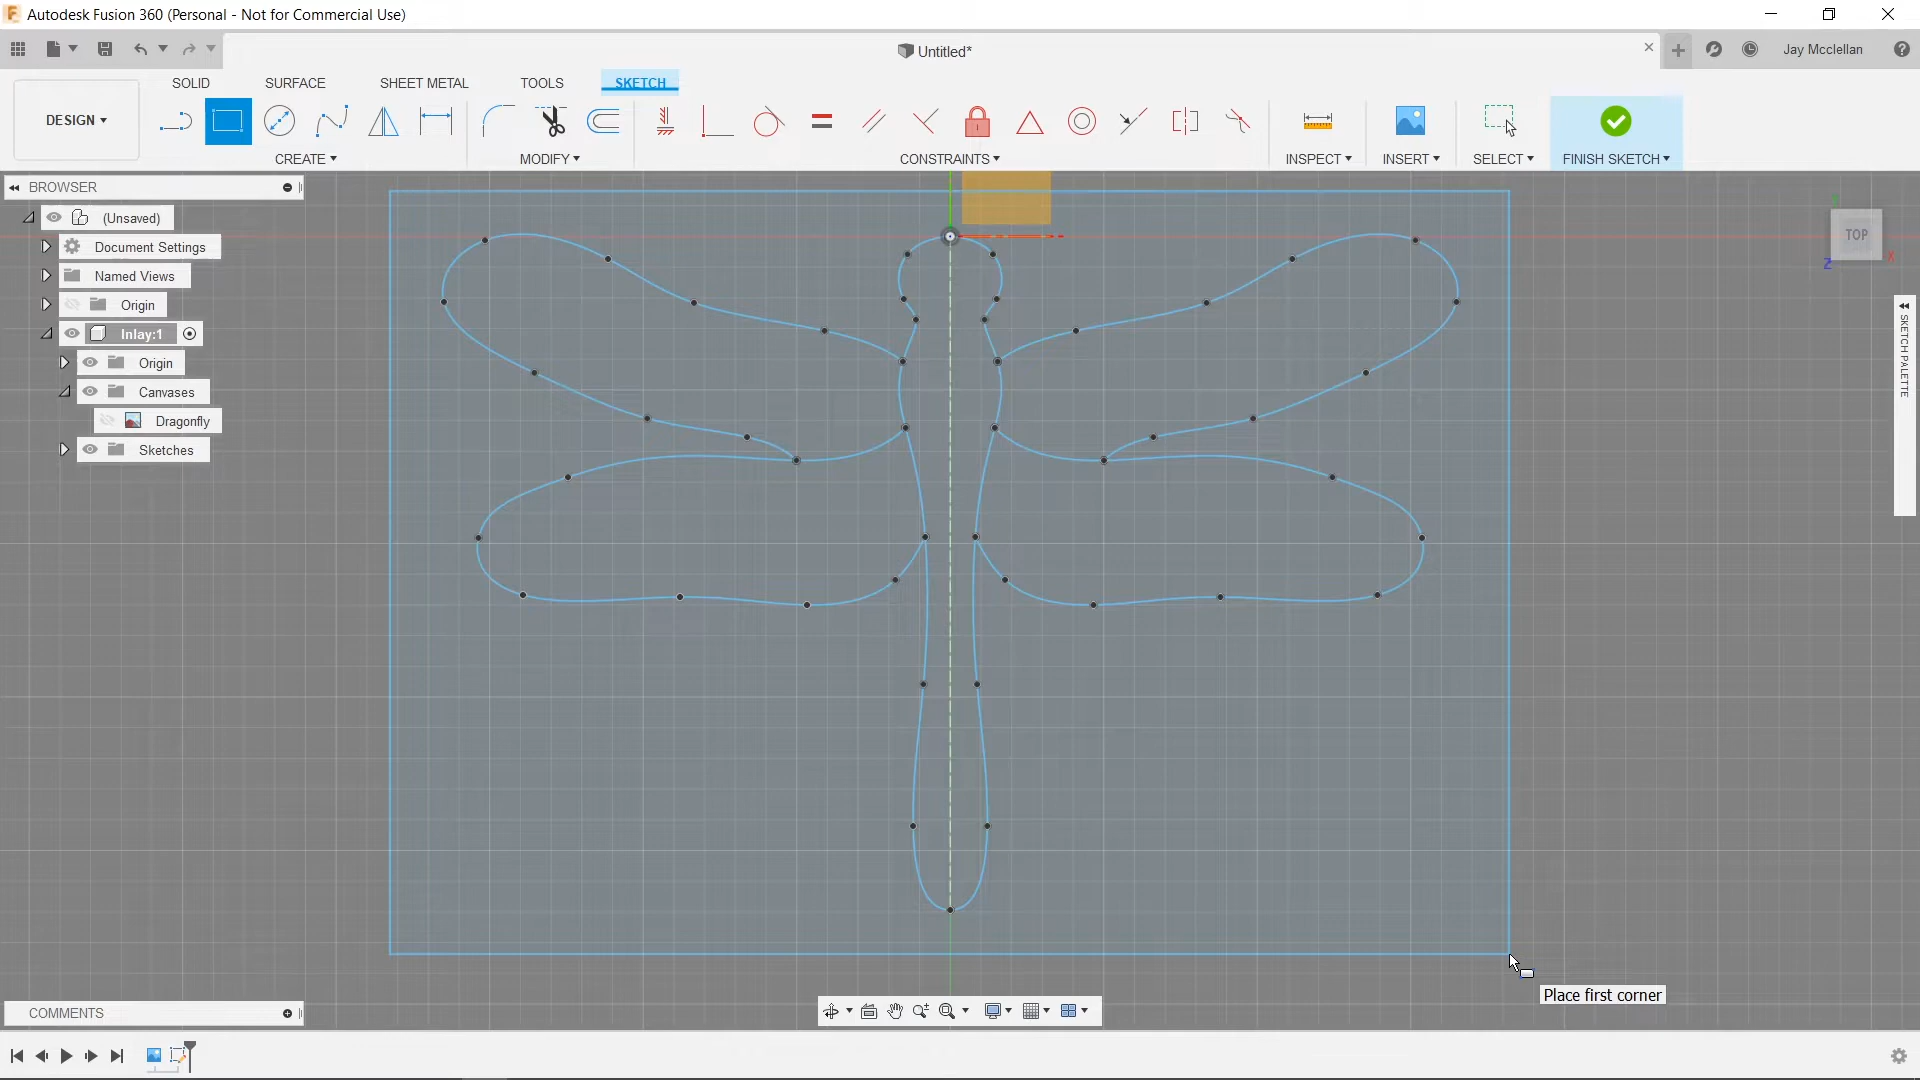 Autodesk Fusion 360 (Personal - Not for Commercial Use)
Untitled*
Jay Mcclellan
SOLID
SURFACE
SHEET METAL
TOOLS
SKETCH
DESIGN
CREATE
MODIFY
CONSTRAINTS
INSPECT
INSERT
SELECT
FINISH SKETCH
BROWSER
(Unsaved)
Document Settings
Named Views
Origin
Inlay:1
Origin
Canvases
Dragonfly
Sketches
TOP
Z
X
SKETCH PALETTE
Place first corner
COMMENTS